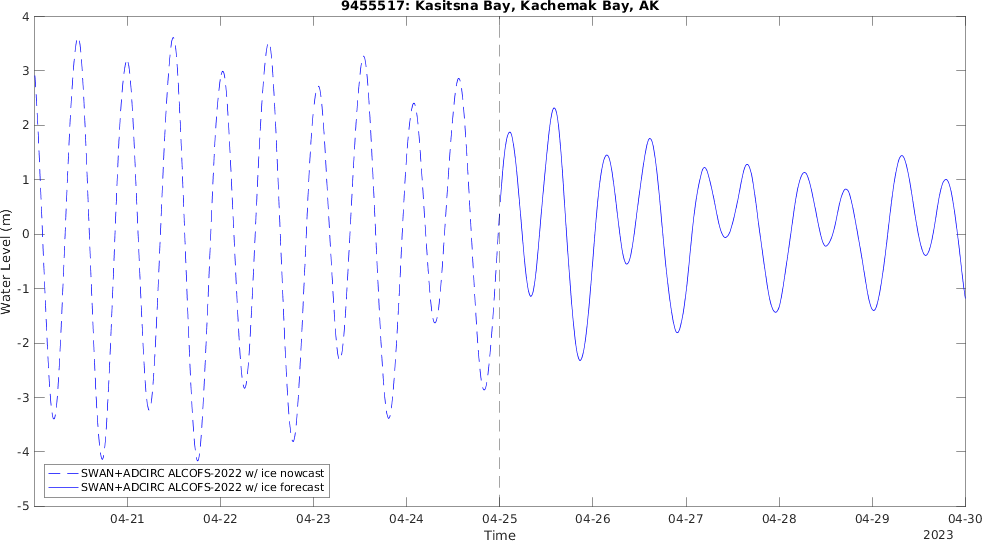 9455517: Kasitsna Bay, Kachemak Bay, AK
4
3
2
1
0
-1
-2
-3
-4
-5
Water Level (m)
SWAN+ADCIRC ALCOFS-2022 w/ ice nowcast
SWAN+ADCIRC ALCOFS-2022 w/ ice forecast
04-21 04-22 04-23 04-24 04-25 04-26 04-27 04-28 04-29 04-30
Time
2023